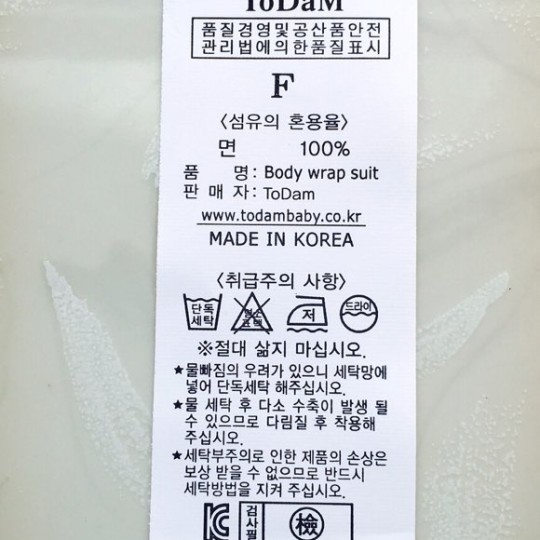 ToDaM
품질경영및공산품안전
관리법에의한품질표시
F
〈섬유의 혼용율〉
면 100%
품 명: Body wrap suit
판 매 자: ToDam
www.todambaby.co.kr
MADE IN KOREA
〈취급주의 사항〉
단독 세탁 염소 표백 저 드라이
※절대 삶지 마십시오.
★물빠짐의 우려가 있으니 세탁망에
넣어 단독세탁 해주십시오.
★물 세탁 후 다소 수축이 발생 될
수 있으므로 다림질 후 착용해
주십시오.
★세탁부주의로 인한 제품의 손상은
보상 받을 수 없으므로 반드시
세탁방법을 지켜 주십시오.
KC 검사필 檢